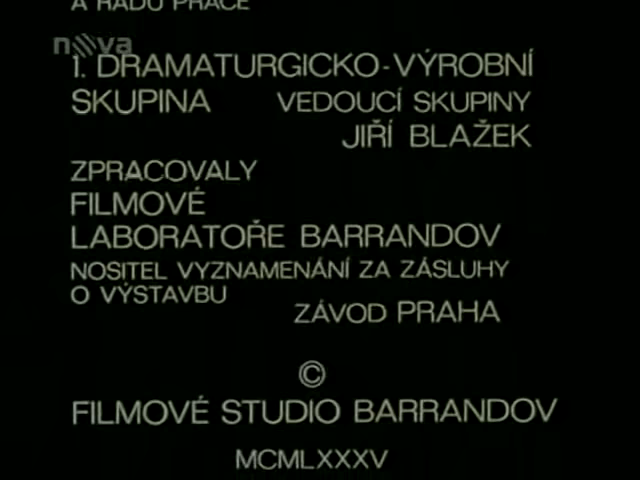 A ŘÁDU PRÁCE
nova
1. DRAMATURGICKO-VÝROBNÍ
SKUPINA VEDOUCÍ SKUPINY
JIŘÍ BLAŽEK
ZPRACOVALY
FILMOVÉ
LABORATOŘE BARRANDOV
NOSITEL VYZNAMENÁNÍ ZA ZÁSLUHY
O VÝSTAVBU
ZÁVOD PRAHA
©
FILMOVÉ STUDIO BARRANDOV
MCMLXXXV